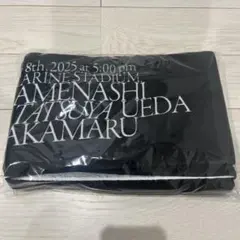 8th, 2025 at 5:00 pm
ARINE STADIUM
AMENASHI
TATSUYA UEDA
AKAMARU